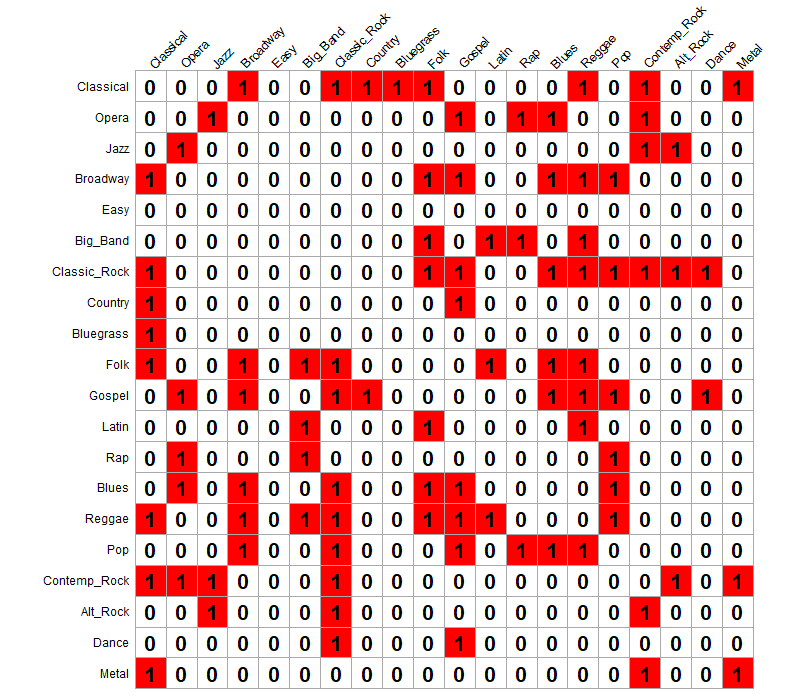 Classical Opera Jazz Broadway Easy Big_Band Classic_Rock Country Bluegrass Folk Gospel Latin Rap Blues Reggae Pop Contemp_Rock Alt_Rock Dance Metal
Classical 0 0 0 1 0 0 1 1 1 1 0 0 0 0 1 0 1 0 0 1
Opera 0 0 1 0 0 0 0 0 0 0 1 0 1 1 0 0 1 0 0 0
Jazz 0 1 0 0 0 0 0 0 0 0 0 0 0 0 0 0 1 1 0 0
Broadway 1 0 0 0 0 0 0 0 0 1 1 0 0 1 1 1 0 0 0 0
Easy 0 0 0 0 0 0 0 0 0 0 0 0 0 0 0 0 0 0 0 0
Big_Band 0 0 0 0 0 0 0 0 0 1 0 1 1 0 1 0 0 0 0 0
Classic_Rock 1 0 0 0 0 0 0 0 0 1 1 0 0 1 1 1 1 1 1 0
Country 1 0 0 0 0 0 0 0 0 0 1 0 0 0 0 0 0 0 0 0
Bluegrass 1 0 0 0 0 0 0 0 0 0 0 0 0 0 0 0 0 0 0 0
Folk 1 0 0 1 0 1 1 0 0 0 0 1 0 1 1 0 0 0 0 0
Gospel 0 1 0 1 0 0 1 1 0 0 0 0 0 1 1 1 0 0 1 0
Latin 0 0 0 0 0 1 0 0 0 1 0 0 0 0 1 0 0 0 0 0
Rap 0 1 0 0 0 1 0 0 0 0 0 0 0 0 0 1 0 0 0 0
Blues 0 1 0 1 0 0 1 0 0 1 1 0 0 0 0 1 0 0 0 0
Reggae 1 0 0 1 0 1 1 0 0 1 1 1 0 0 0 1 0 0 0 0
Pop 0 0 0 1 0 0 1 0 0 0 1 0 1 1 1 0 0 0 0 0
Contemp_Rock 1 1 1 0 0 0 1 0 0 0 0 0 0 0 0 0 0 1 0 1
Alt_Rock 0 0 1 0 0 0 1 0 0 0 0 0 0 0 0 0 1 0 0 0
Dance 0 0 0 0 0 0 1 0 0 0 1 0 0 0 0 0 0 0 0 0
Metal 1 0 0 0 0 0 0 0 0 0 0 0 0 0 0 0 1 0 0 1